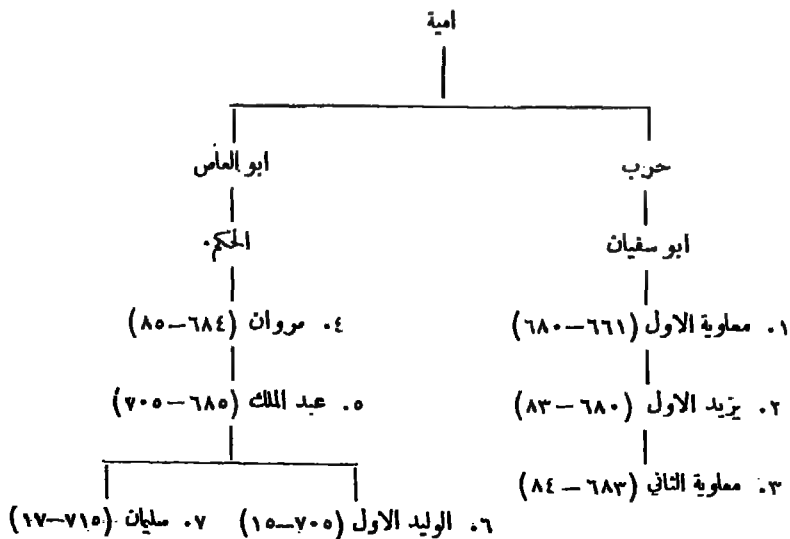 امية
حرب
ابو العاص
ابو سفيان
الحكم.
١. معاوية الاول (٦٦١—٦٨٠)
٤. مروان (٦٨٤—٨٥)
٢. يزيد الاول (٦٨٠—٨٣)
٥. عبد الملك (٦٨٥—٧٠٥)
٣. معاوية الثاني (٦٨٣—٨٤)
٦. الوليد الاول (٧٠٥—١٥)
٧. سليمان (٧١٥—١٧)